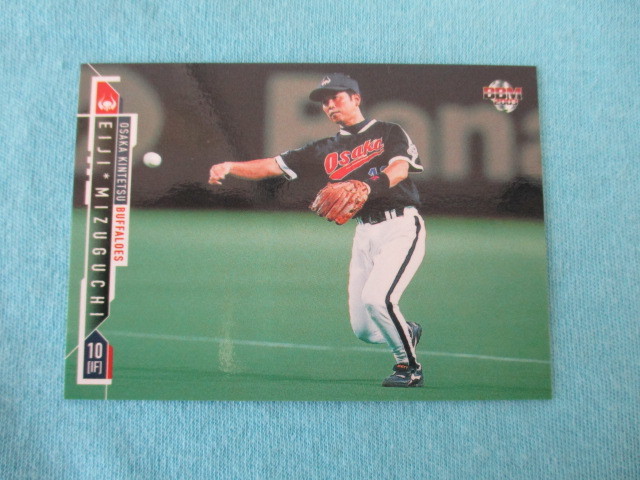 BBM
OSAKA KINTETSU BUFFALOES
EIJI * MIZUGUCHI
10
[IF]
Osaka